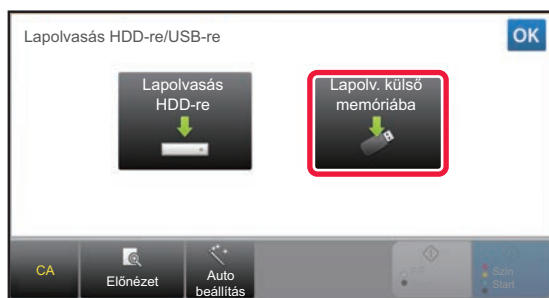 Lapolvasás HDD-re/USB-re
OK
Lapolvasás
HDD-re
Lapolv. külső
memóriába
CA
Előnézet
Auto
beállítás
Szín
Start